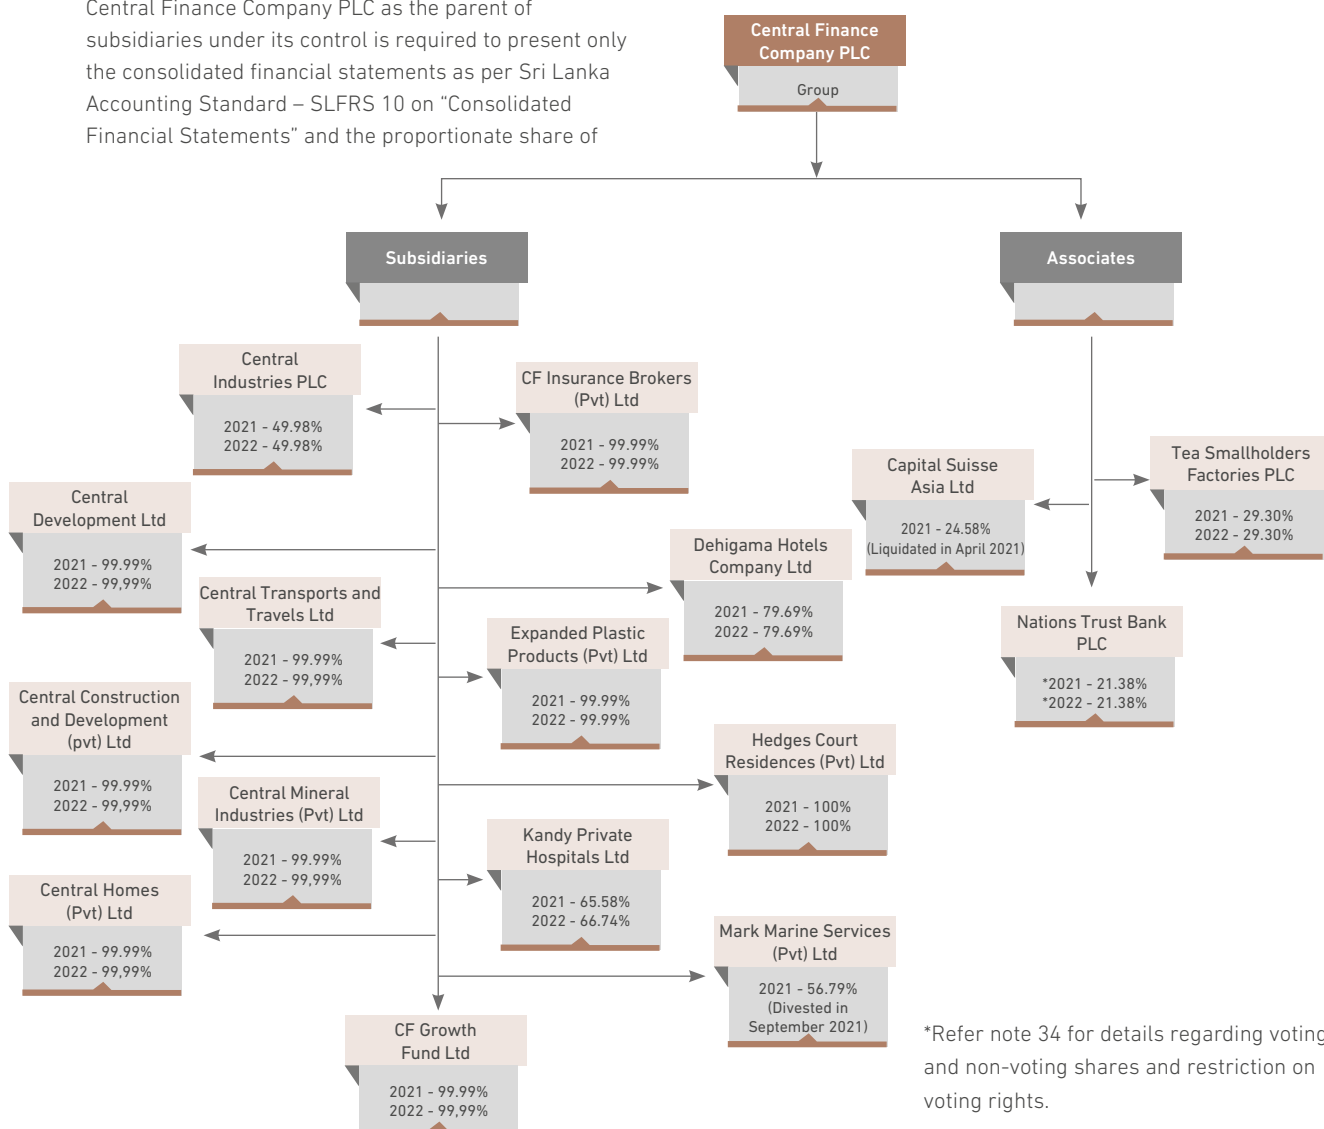 Central Finance Company PLC as the parent of
subsidiaries under its control is required to present only
the consolidated financial statements as per Sri Lanka
Accounting Standard – SLFRS 10 on “Consolidated
Financial Statements” and the proportionate share of
Central Finance
Company PLC
Group
Subsidiaries
Associates
Central
Industries PLC
2021 - 49.98%
2022 - 49.98%
CF Insurance Brokers
(Pvt) Ltd
2021 - 99.99%
2022 - 99.99%
Central
Development Ltd
2021 - 99.99%
2022 - 99,99%
Dehigama Hotels
Company Ltd
2021 - 79.69%
2022 - 79.69%
Central Transports and
Travels Ltd
2021 - 99.99%
2022 - 99,99%
Expanded Plastic
Products (Pvt) Ltd
2021 - 99.99%
2022 - 99.99%
Central Construction
and Development
(pvt) Ltd
2021 - 99.99%
2022 - 99,99%
Hedges Court
Residences (Pvt) Ltd
2021 - 100%
2022 - 100%
Central Mineral
Industries (Pvt) Ltd
2021 - 99.99%
2022 - 99,99%
Kandy Private
Hospitals Ltd
2021 - 65.58%
2022 - 66.74%
Central Homes
(Pvt) Ltd
2021 - 99.99%
2022 - 99,99%
Mark Marine Services
(Pvt) Ltd
2021 - 56.79%
(Divested in
September 2021)
CF Growth
Fund Ltd
2021 - 99.99%
2022 - 99,99%
Capital Suisse
Asia Ltd
2021 - 24.58%
(Liquidated in April 2021)
Tea Smallholders
Factories PLC
2021 - 29.30%
2022 - 29.30%
Nations Trust Bank
PLC
*2021 - 21.38%
*2022 - 21.38%
*Refer note 34 for details regarding voting
and non-voting shares and restriction on
voting rights.